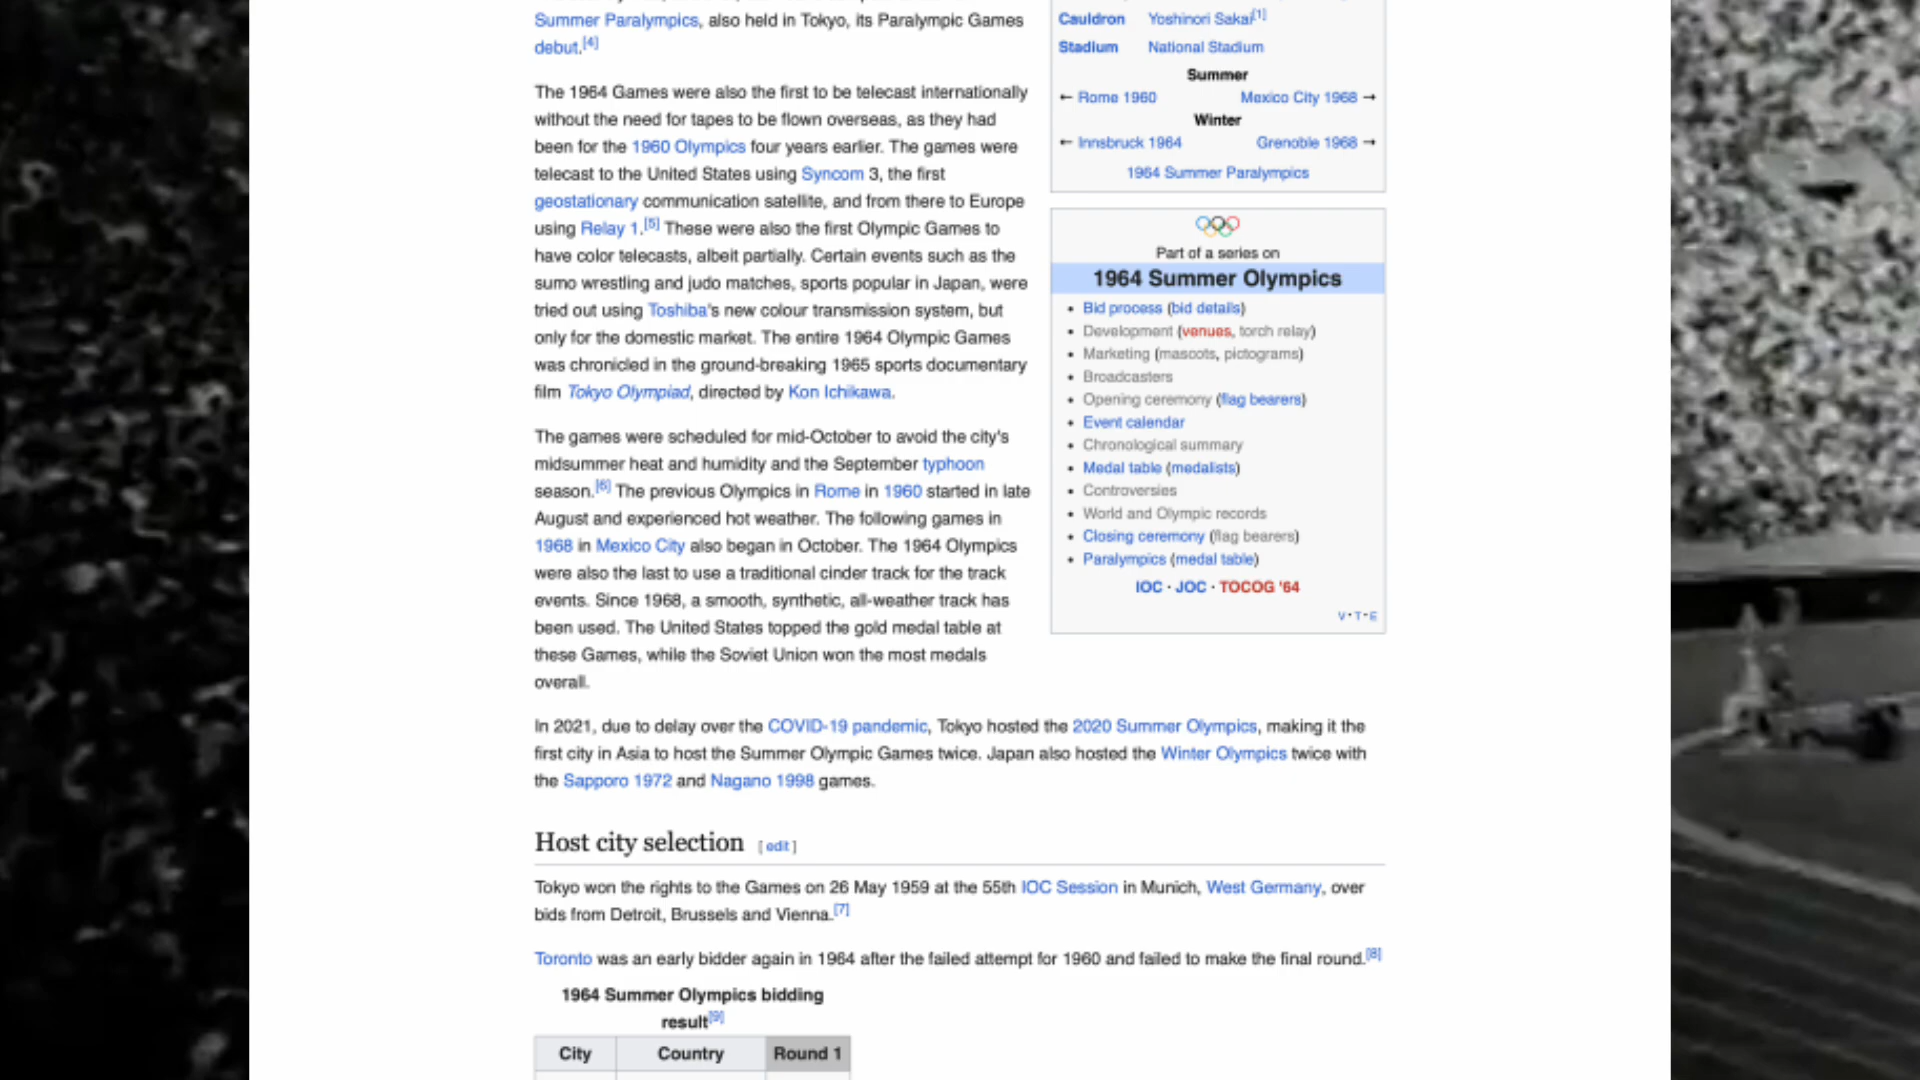 Summer Paralympics, also held in Tokyo, its Paralympic Games
debut.[4]
The 1964 Games were also the first to be telecast internationally
without the need for tapes to be flown overseas, as they had
been for the 1960 Olympics four years earlier. The games were
telecast to the United States using Syncom 3, the first
geostationary communication satellite, and from there to Europe
using Relay 1.[5] These were also the first Olympic Games to
have color telecasts, albeit partially. Certain events such as the
sumo wrestling and judo matches, sports popular in Japan, were
tried out using Toshiba's new colour transmission system, but
only for the domestic market. The entire 1964 Olympic Games
was chronicled in the ground-breaking 1965 sports documentary
film Tokyo Olympiad, directed by Kon Ichikawa.
The games were scheduled for mid-October to avoid the city's
midsummer heat and humidity and the September typhoon
season.[6] The previous Olympics in Rome in 1960 started in late
August and experienced hot weather. The following games in
1968 in Mexico City also began in October. The 1964 Olympics
were also the last to use a traditional cinder track for the track
events. Since 1968, a smooth, synthetic, all-weather track has
been used. The United States topped the gold medal table at
these Games, while the Soviet Union won the most medals
overall.
Cauldron Yoshinori Sakai[1]
Stadium National Stadium
Summer
← Rome 1960 Mexico City 1968 →
Winter
← Innsbruck 1964 Grenoble 1968 →
1964 Summer Paralympics
Part of a series on
1964 Summer Olympics
• Bid process (bid details)
• Development (venues, torch relay)
• Marketing (mascots, pictograms)
• Broadcasters
• Opening ceremony (flag bearers)
• Event calendar
• Chronological summary
• Medal table (medalists)
• Controversies
• World and Olympic records
• Closing ceremony (flag bearers)
• Paralympics (medal table)
IOC · JOC · TOCOG '64
V · T · E
In 2021, due to delay over the COVID-19 pandemic, Tokyo hosted the 2020 Summer Olympics, making it the
first city in Asia to host the Summer Olympic Games twice. Japan also hosted the Winter Olympics twice with
the Sapporo 1972 and Nagano 1998 games.
Host city selection [ edit ]
Tokyo won the rights to the Games on 26 May 1959 at the 55th IOC Session in Munich, West Germany, over
bids from Detroit, Brussels and Vienna.[7]
Toronto was an early bidder again in 1964 after the failed attempt for 1960 and failed to make the final round.[8]
1964 Summer Olympics bidding
result[9]
City Country Round 1